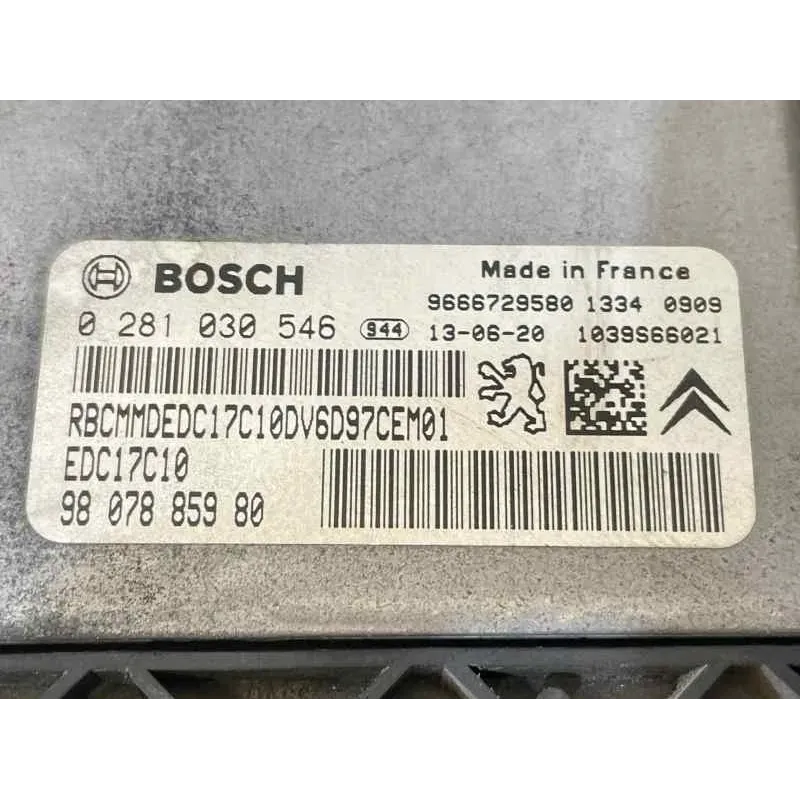 BOSCH
Made in France
9666729580 1334 0909
0 281 030 546 944 13-06-20 1039S66021
RBCMMDEDC17C10DV6D97CEM01
EDC17C10
98 078 859 80